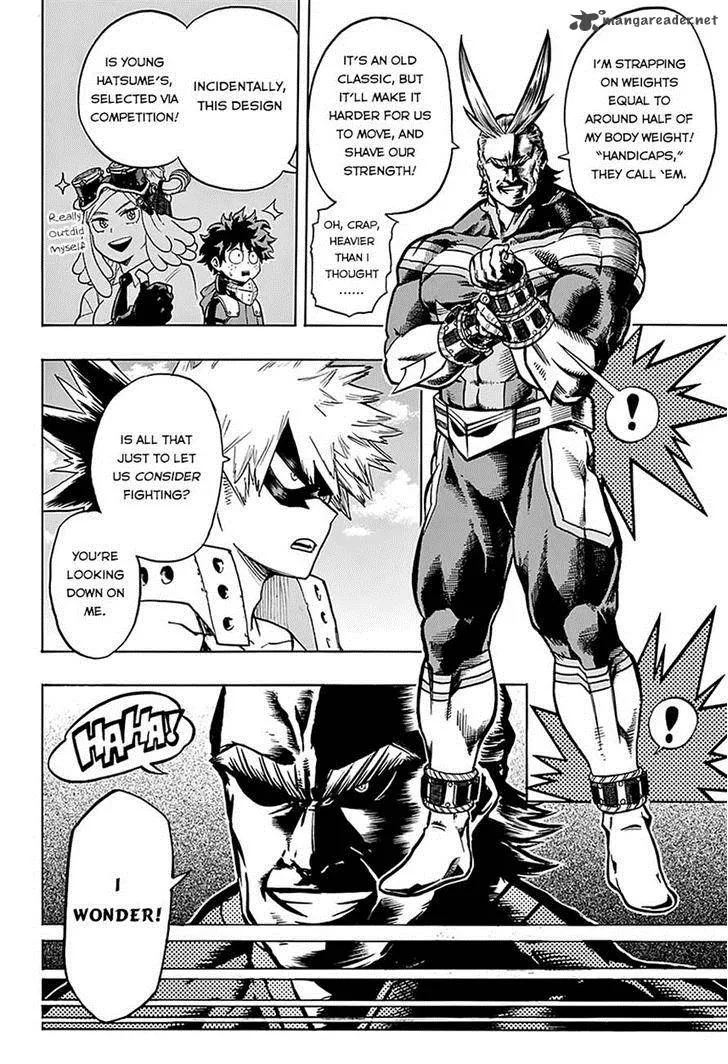 mangareader.net
I'M STRAPPING
ON WEIGHTS
EQUAL TO
AROUND HALF OF
MY BODY WEIGHT!
"HANDICAPS,"
THEY CALL 'EM.
IT'S AN OLD
CLASSIC, BUT
IT'LL MAKE IT
HARDER FOR US
TO MOVE, AND
SHAVE OUR
STRENGTH!
OH, CRAP,
HEAVIER
THAN I
THOUGHT
......
INCIDENTALLY,
THIS DESIGN
IS YOUNG
HATSUME'S,
SELECTED VIA
COMPETITION!
Really
outdid
myself
!
IS ALL THAT
JUST TO LET
US CONSIDER
FIGHTING?
YOU'RE
LOOKING
DOWN ON
ME.
!
HAHA!
I
WONDER!